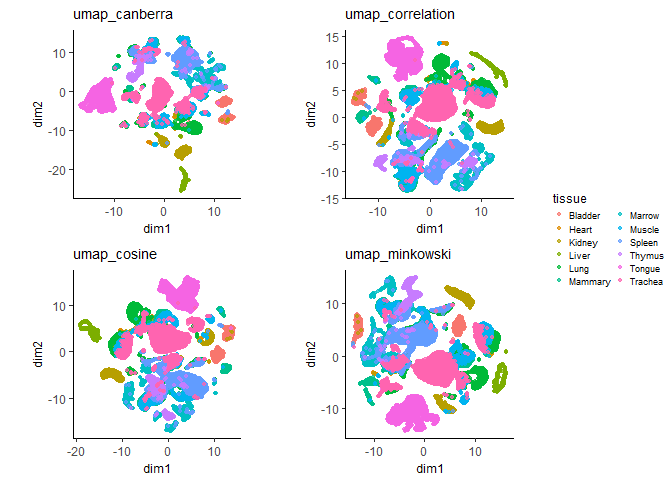 umap_canberra
10
0
-10
-20
dim2
-10
0
10
dim1
umap_correlation
15
10
5
0
-5
-10
-15
dim2
-10
0
10
dim1
umap_cosine
10
0
-10
dim2
-20
-10
0
10
dim1
umap_minkowski
10
0
-10
dim2
-10
0
10
dim1
tissue
Bladder
Heart
Kidney
Liver
Lung
Mammary
Marrow
Muscle
Spleen
Thymus
Tongue
Trachea